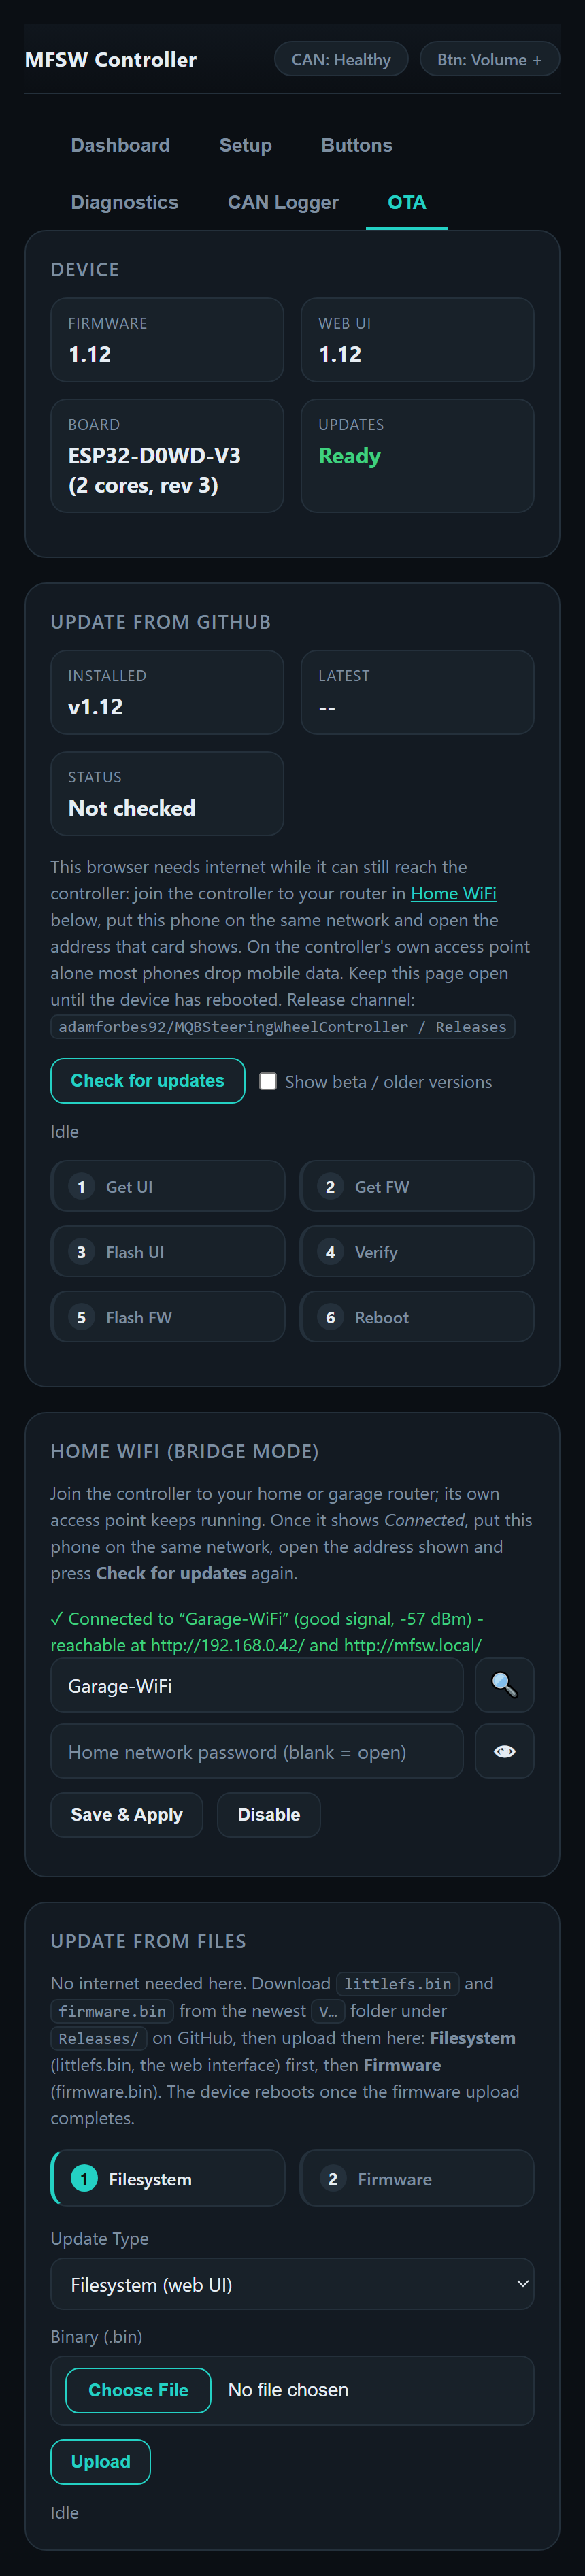 MFSW Controller
CAN: Healthy
Btn: Volume +
Dashboard
Setup
Buttons
Diagnostics
CAN Logger
OTA
DEVICE
FIRMWARE
1.12
WEB UI
1.12
BOARD
ESP32-D0WD-V3
(2 cores, rev 3)
UPDATES
Ready
UPDATE FROM GITHUB
INSTALLED
v1.12
LATEST
--
STATUS
Not checked
This browser needs internet while it can still reach the
controller: join the controller to your router in Home WiFi
below, put this phone on the same network and open the
address that card shows. On the controller's own access point
alone most phones drop mobile data. Keep this page open
until the device has rebooted. Release channel:
adamforbes92/MQBSteeringWheelController / Releases
Check for updates
Show beta / older versions
Idle
1 Get UI
2 Get FW
3 Flash UI
4 Verify
5 Flash FW
6 Reboot
HOME WIFI (BRIDGE MODE)
Join the controller to your home or garage router; its own
access point keeps running. Once it shows Connected, put this
phone on the same network, open the address shown and
press Check for updates again.
✓ Connected to “Garage-WiFi” (good signal, -57 dBm) -
reachable at http://192.168.0.42/ and http://mfsw.local/
Garage-WiFi
Home network password (blank = open)
Save & Apply
Disable
UPDATE FROM FILES
No internet needed here. Download littlefs.bin and
firmware.bin from the newest V… folder under
Releases/ on GitHub, then upload them here: Filesystem
(littlefs.bin, the web interface) first, then Firmware
(firmware.bin). The device reboots once the firmware upload
completes.
1 Filesystem
2 Firmware
Update Type
Filesystem (web UI)
Binary (.bin)
Choose File
No file chosen
Upload
Idle